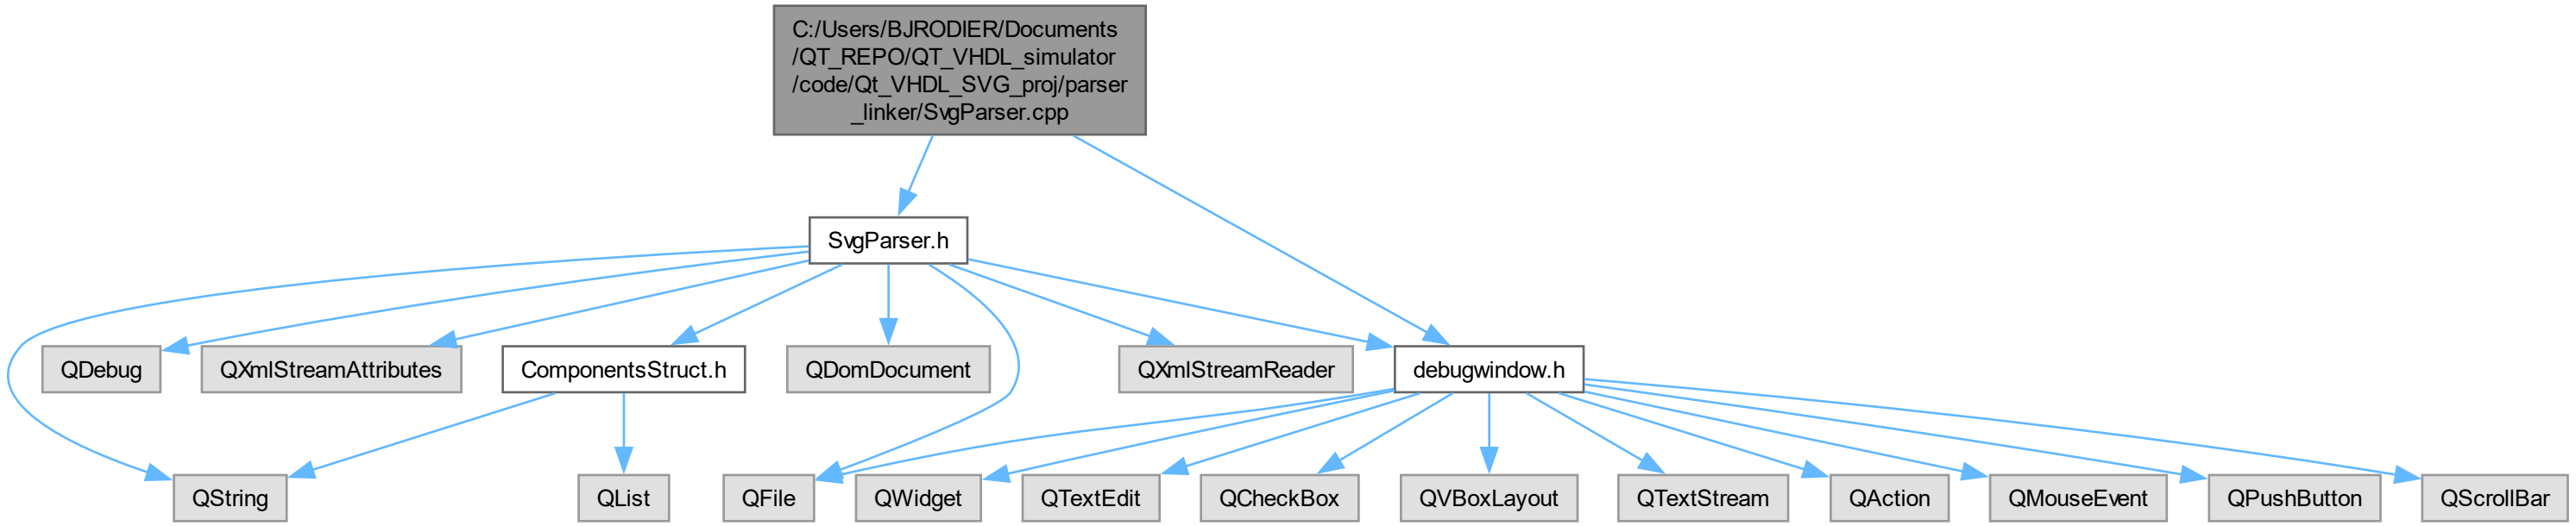 C:/Users/BJRODIER/Documents
/QT_REPO/QT_VHDL_simulator
/code/Qt_VHDL_SVG_proj/parser
_linker/SvgParser.cpp
SvgParser.h
QDebug
QXmlStreamAttributes
ComponentsStruct.h
QDomDocument
QXmlStreamReader
debugwindow.h
QString
QList
QFile
QWidget
QTextEdit
QCheckBox
QVBoxLayout
QTextStream
QAction
QMouseEvent
QPushButton
QScrollBar